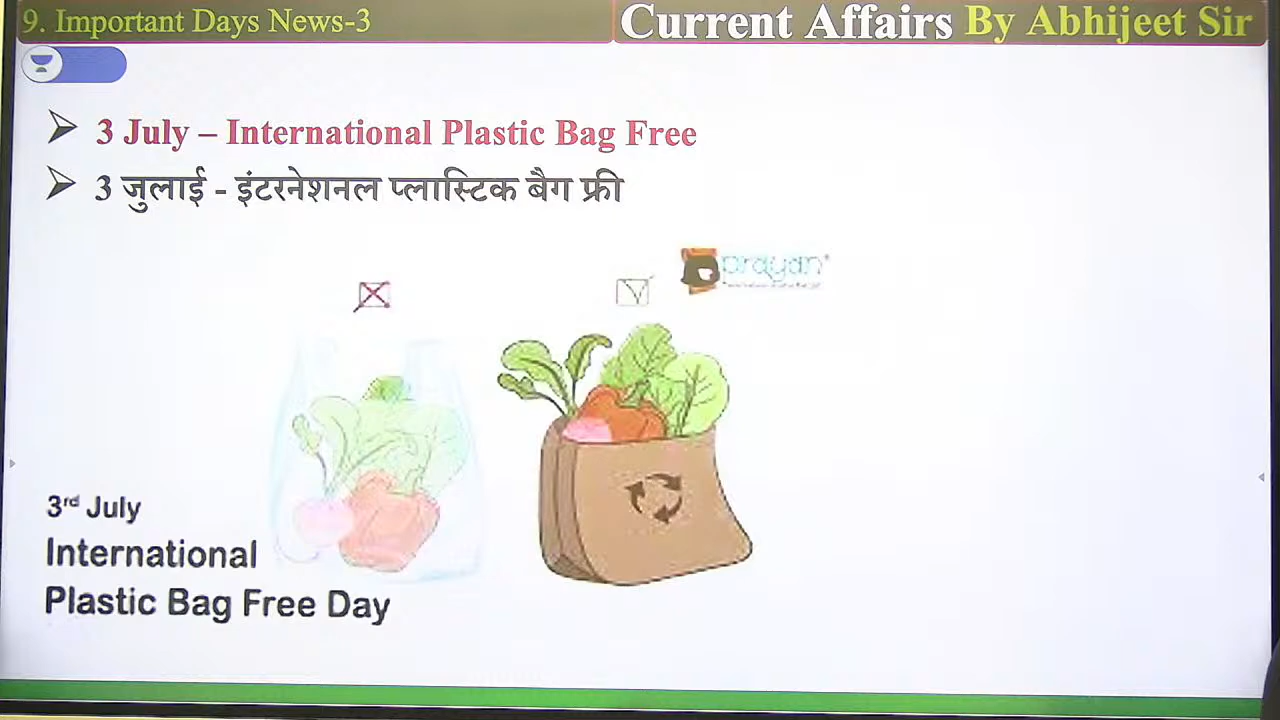 9. Important Days News-3
Current Affairs By Abhijeet Sir
3 July – International Plastic Bag Free
3 जुलाई - इंटरनेशनल प्लास्टिक बैग फ्री
prayan
3rd July
International
Plastic Bag Free Day